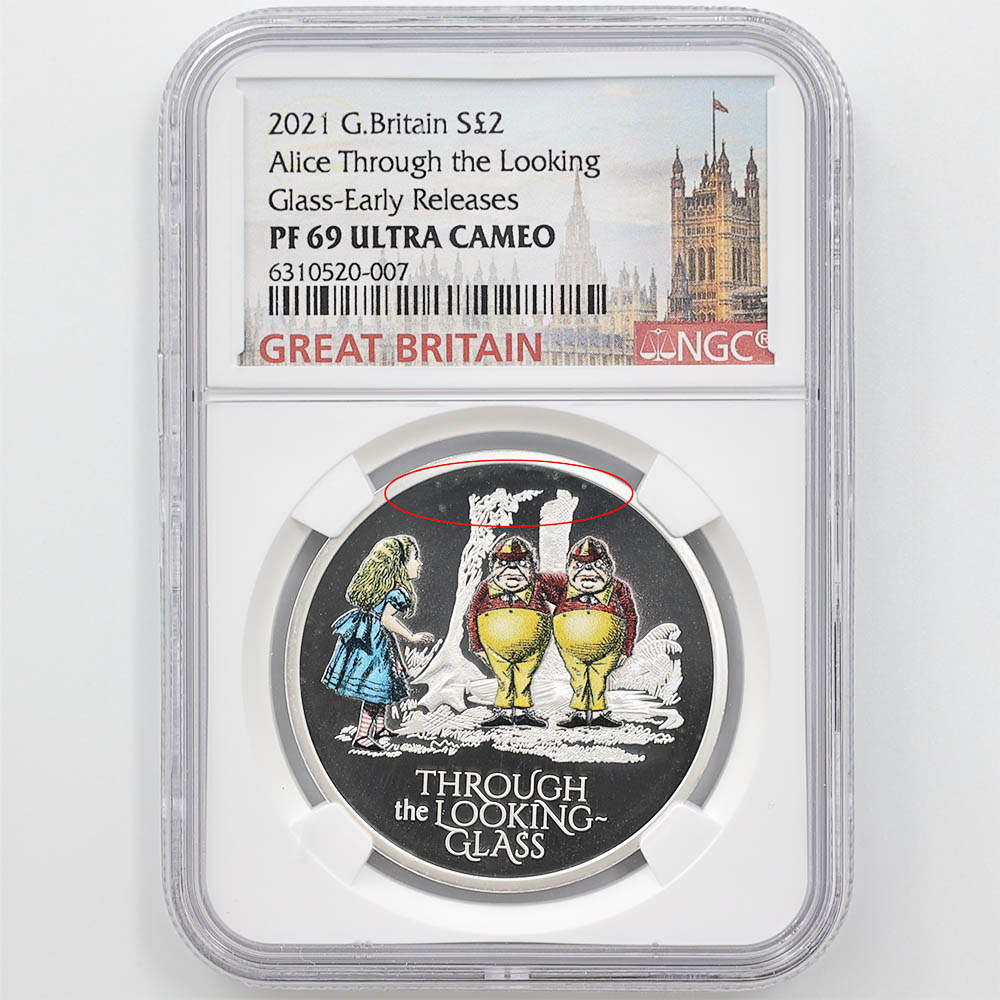 2021 G.Britain S£2
Alice Through the Looking
Glass-Early Releases
PF 69 ULTRA CAMEO
6310520-007
GREAT BRITAIN
NGC®
THROUGH
the LOOKING~
GLASS